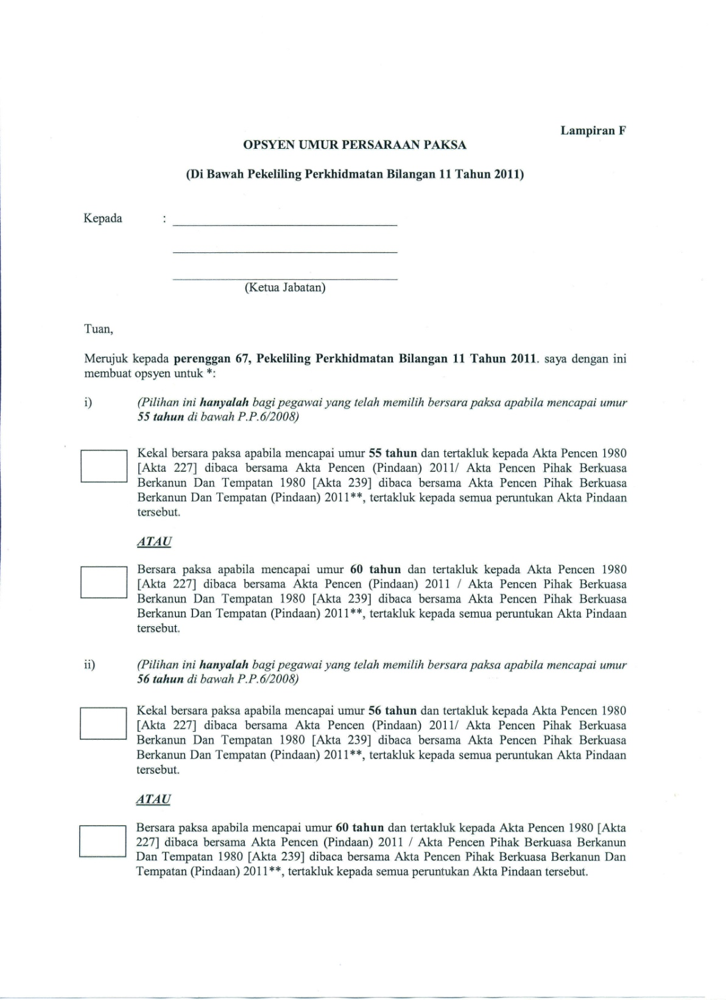 Lampiran F
OPSYEN UMUR PERSARAAN PAKSA
(Di Bawah Pekeliling Perkhidmatan Bilangan 11 Tahun 2011)
Kepada :
(Ketua Jabatan)
Tuan,
Merujuk kepada perenggan 67, Pekeliling Perkhidmatan Bilangan 11 Tahun 2011. saya dengan ini
membuat opsyen untuk *:
i) (Pilihan ini hanyalah bagi pegawai yang telah memilih bersara paksa apabila mencapai umur
55 tahun di bawah P.P.6/2008)
Kekal bersara paksa apabila mencapai umur 55 tahun dan tertakluk kepada Akta Pencen 1980
[Akta 227] dibaca bersama Akta Pencen (Pindaan) 2011/ Akta Pencen Pihak Berkuasa
Berkanun Dan Tempatan 1980 [Akta 239] dibaca bersama Akta Pencen Pihak Berkuasa
Berkanun Dan Tempatan (Pindaan) 2011**, tertakluk kepada semua peruntukan Akta Pindaan
tersebut.
ATAU
Bersara paksa apabila mencapai umur 60 tahun dan tertakluk kepada Akta Pencen 1980
[Akta 227] dibaca bersama Akta Pencen (Pindaan) 2011 / Akta Pencen Pihak Berkuasa
Berkanun Dan Tempatan 1980 [Akta 239] dibaca bersama Akta Pencen Pihak Berkuasa
Berkanun Dan Tempatan (Pindaan) 2011**, tertakluk kepada semua peruntukan Akta Pindaan
tersebut.
ii) (Pilihan ini hanyalah bagi pegawai yang telah memilih bersara paksa apabila mencapai umur
56 tahun di bawah P.P.6/2008)
Kekal bersara paksa apabila mencapai umur 56 tahun dan tertakluk kepada Akta Pencen 1980
[Akta 227] dibaca bersama Akta Pencen (Pindaan) 2011/ Akta Pencen Pihak Berkuasa
Berkanun Dan Tempatan 1980 [Akta 239] dibaca bersama Akta Pencen Pihak Berkuasa
Berkanun Dan Tempatan (Pindaan) 2011**, tertakluk kepada semua peruntukan Akta Pindaan
tersebut.
ATAU
Bersara paksa apabila mencapai umur 60 tahun dan tertakluk kepada Akta Pencen 1980 [Akta
227] dibaca bersama Akta Pencen (Pindaan) 2011 / Akta Pencen Pihak Berkuasa Berkanun
Dan Tempatan 1980 [Akta 239] dibaca bersama Akta Pencen Pihak Berkuasa Berkanun Dan
Tempatan (Pindaan) 2011**, tertakluk kepada semua peruntukan Akta Pindaan tersebut.